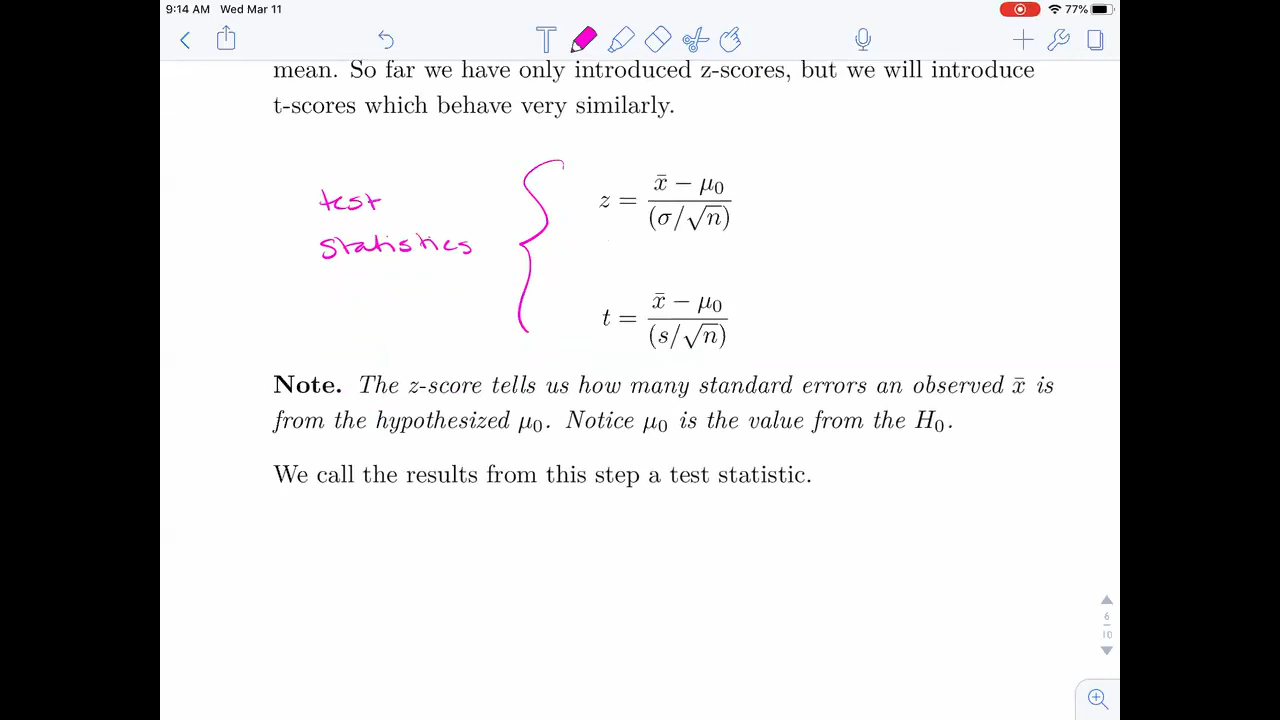 9:14 AM Wed Mar 11 77%
mean. So far we have only introduced z-scores, but we will introduce
t-scores which behave very similarly.
test
statistics
z = x̄ − μ₀ / (σ/√n)
t = x̄ − μ₀ / (s/√n)
Note. The z-score tells us how many standard errors an observed x̄ is
from the hypothesized μ₀. Notice μ₀ is the value from the H₀.
We call the results from this step a test statistic.
6
10